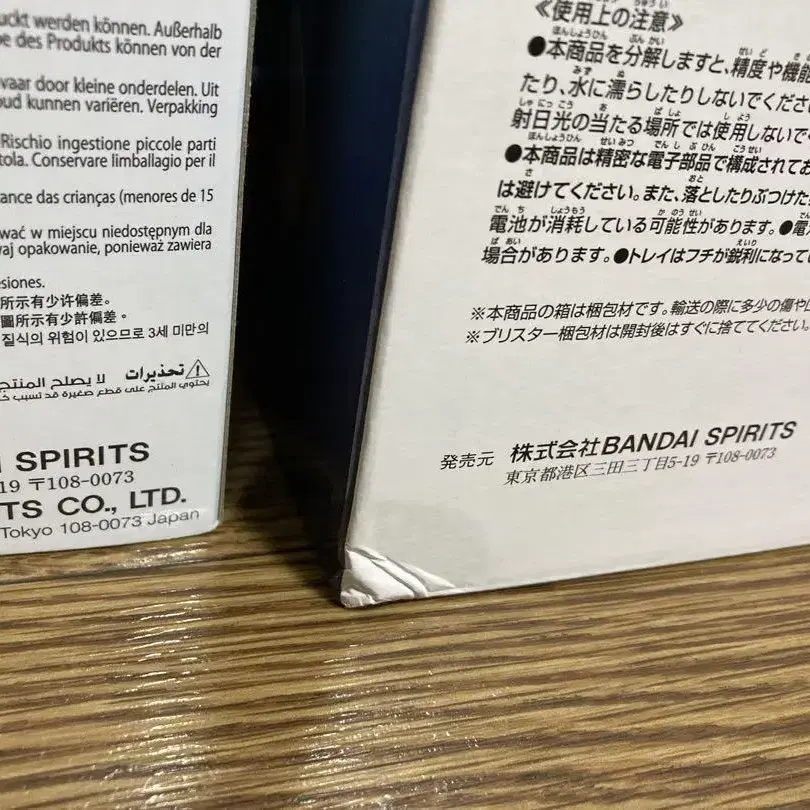 uckt werden können. Außerhalb
be des Produkts können von der
vaar door kleine onderdelen. Uit
oud kunnen variëren. Verpakking
Rischio ingestione piccole parti
tola. Conservare limballagio per il
ance das crianças (menores de 15
wać w miejscu niedostępnym dla
waj opakowanie, ponieważ zawiera
esiones.
所示有少许偏差。
圖所示有少許偏差。
질식의 위험이 있으므로 3세 미만의
تحذيرات لا يصلح المنتج
يحتوي المنتج على قطع صغيرة قد تسبب
I SPIRITS
19 〒108-0073
TS CO., LTD.
Tokyo 108-0073 Japan
《使用上の注意》
●本商品を分解しますと、精度や機能
たり、水に濡らしたりしないでくださ
射日光の当たる場所では使用しないで
●本商品は精密な電子部品で構成されてお
は避けてください。また、落としたりぶつけた
電池が消耗している可能性があります。●電
場合があります。●トレイはフチが鋭利になって
※本商品の箱は梱包材です。輸送の際に多少の傷や
※ブリスター梱包材は開封後はすぐに捨ててください。
発売元 株式会社BANDAI SPIRITS
東京都港区三田三丁目5-19 〒108-0073